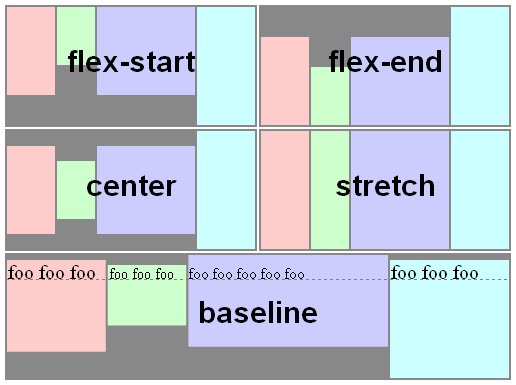 flex-start
flex-end
center
stretch
foo foo foo
foo foo foo
foo foo foo foo foo
foo foo foo
baseline